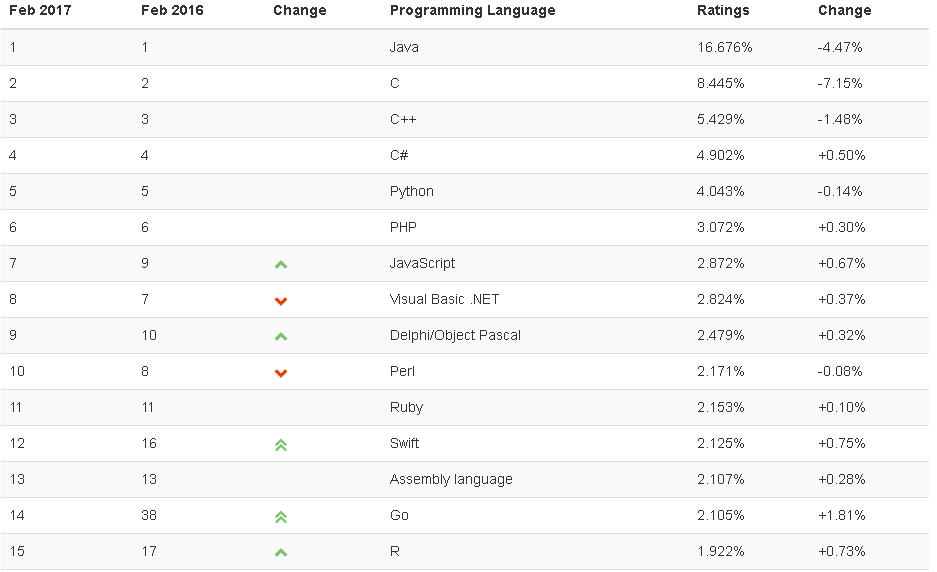 Feb 2017 Feb 2016 Change Programming Language Ratings Change
1 1 Java 16.676% -4.47%
2 2 C 8.445% -7.15%
3 3 C++ 5.429% -1.48%
4 4 C# 4.902% +0.50%
5 5 Python 4.043% -0.14%
6 6 PHP 3.072% +0.30%
7 9 JavaScript 2.872% +0.67%
8 7 Visual Basic .NET 2.824% +0.37%
9 10 Delphi/Object Pascal 2.479% +0.32%
10 8 Perl 2.171% -0.08%
11 11 Ruby 2.153% +0.10%
12 16 Swift 2.125% +0.75%
13 13 Assembly language 2.107% +0.28%
14 38 Go 2.105% +1.81%
15 17 R 1.922% +0.73%